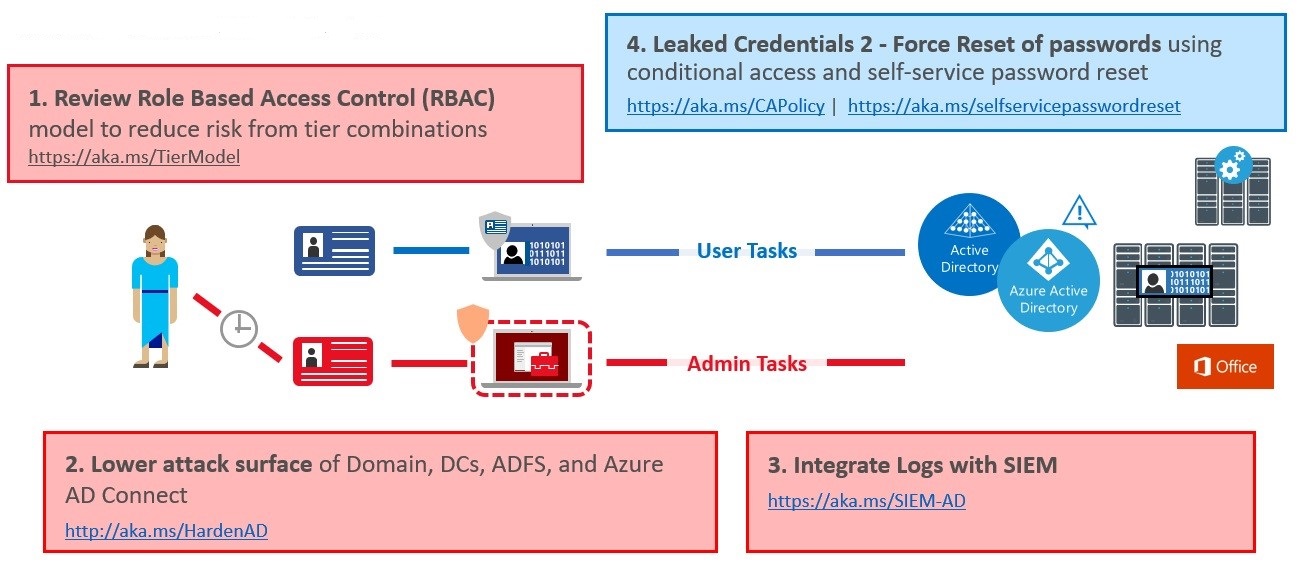 1. Review Role Based Access Control (RBAC)
model to reduce risk from tier combinations
https://aka.ms/TierModel
4. Leaked Credentials 2 - Force Reset of passwords using
conditional access and self-service password reset
https://aka.ms/CAPolicy | https://aka.ms/selfservicepasswordreset
1010101
0111011
1010101
User Tasks
Active
Directory
Azure Active
Directory
1010101
0111011
1010101
Admin Tasks
Office
2. Lower attack surface of Domain, DCs, ADFS, and Azure
AD Connect
http://aka.ms/HardenAD
3. Integrate Logs with SIEM
https://aka.ms/SIEM-AD